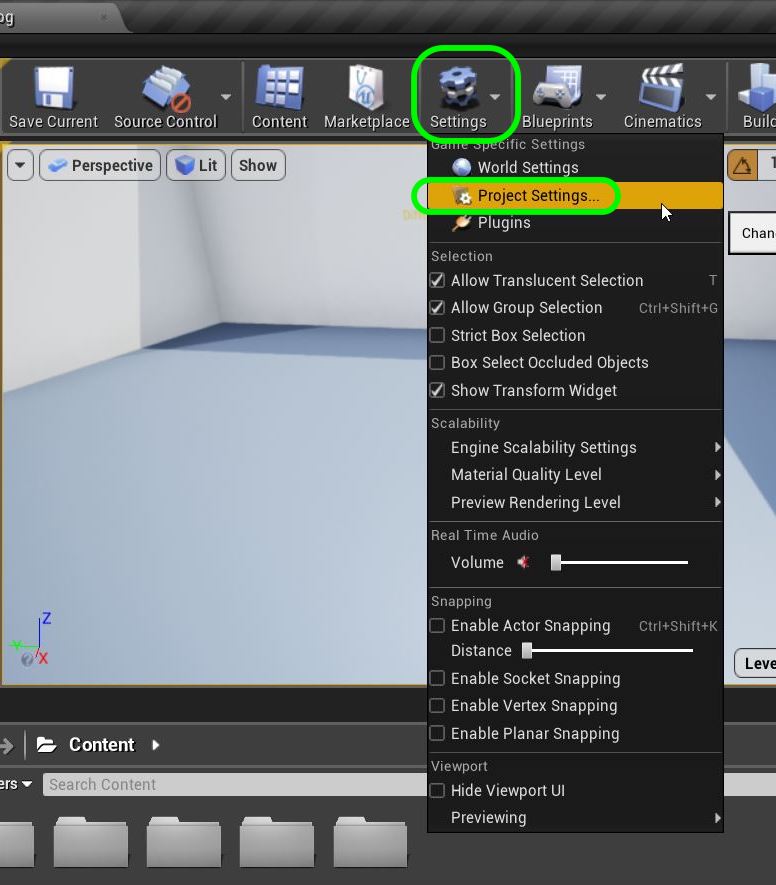 og
Save Current
Source Control
Content
Marketplace
Settings
Blueprints
Cinematics
Build
Perspective
Lit
Show
Game Specific Settings
World Settings
Project Settings...
Plugins
Chan
Selection
Allow Translucent Selection T
Allow Group Selection Ctrl+Shift+G
Strict Box Selection
Box Select Occluded Objects
Show Transform Widget
Scalability
Engine Scalability Settings
Material Quality Level
Preview Rendering Level
Real Time Audio
Volume
Snapping
Enable Actor Snapping Ctrl+Shift+K
Distance
Enable Socket Snapping
Enable Vertex Snapping
Enable Planar Snapping
Z
Y
X
Leve
Content
ers
Search Content
Viewport
Hide Viewport UI
Previewing